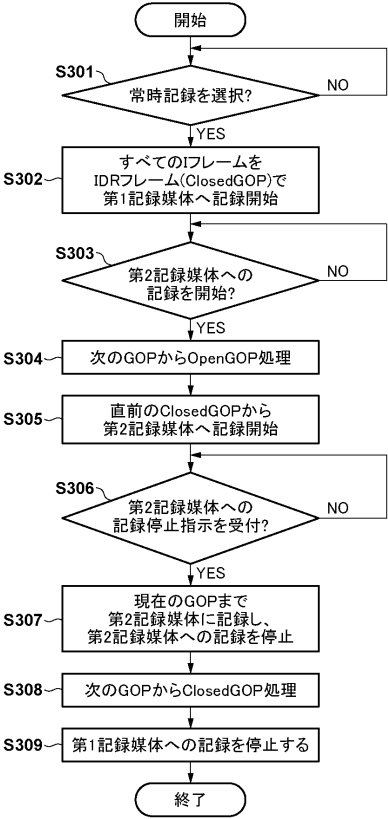 開始
S301
常時記録を選択?
NO
YES
S302
すべてのIフレームを
IDRフレーム(ClosedGOP)で
第1記録媒体へ記録開始
S303
第2記録媒体への
記録を開始?
NO
YES
S304
次のGOPからOpenGOP処理
S305
直前のClosedGOPから
第2記録媒体へ記録開始
S306
第2記録媒体への
記録停止指示を受付?
NO
YES
S307
現在のGOPまで
第2記録媒体に記録し、
第2記録媒体への記録を停止
S308
次のGOPからClosedGOP処理
S309
第1記録媒体への記録を停止する
終了